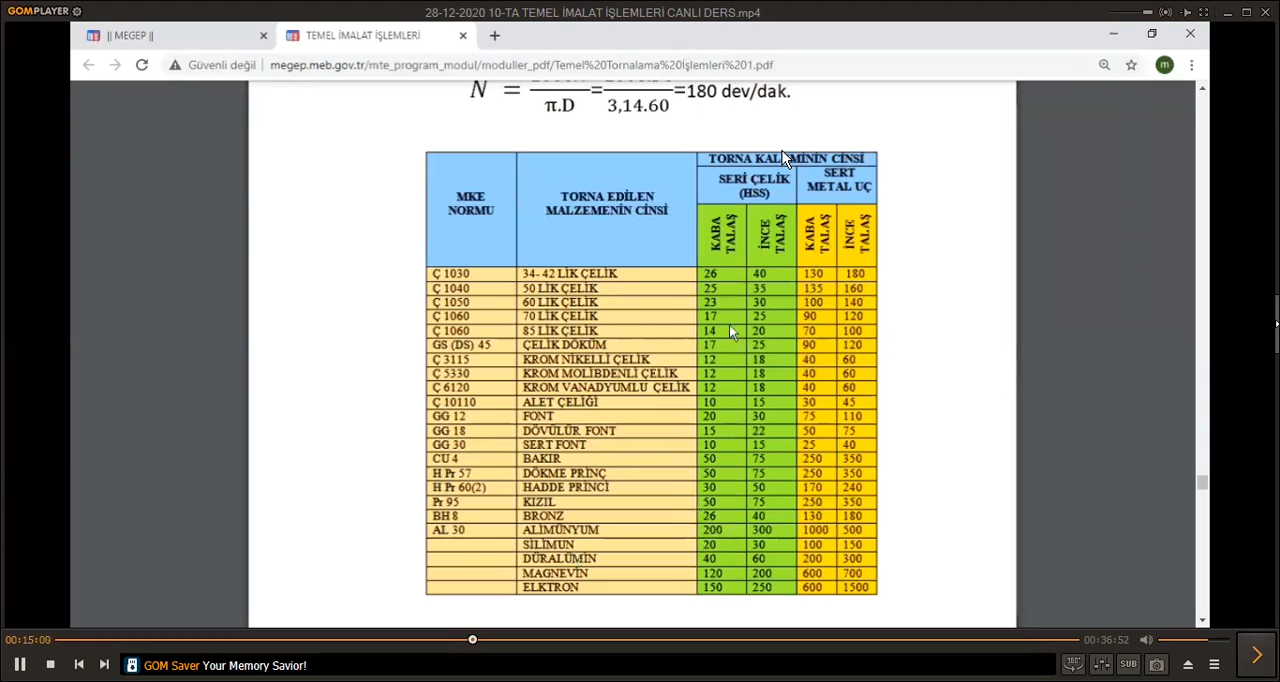 GOM PLAYER
28-12-2020 10-TA TEMEL İMALAT İŞLEMLERİ CANLI DERS.mp4
|| MEGEP ||
TEMEL İMALAT İŞLEMLERİ
Güvenli değil | megep.meb.gov.tr/mte_program_modul/moduller_pdf/Temel%20Tornalama%20İşlemleri%201.pdf
m
N = = =180 dev/dak.
π.D 3,14.60
TORNA KALEMİNİN CİNSİ
SERİ ÇELİK (HSS) SERT METAL UÇ
MKE NORMU TORNA EDİLEN MALZEMENİN CİNSİ
KABA TALAŞ İNCE TALAŞ KABA TALAŞ İNCE TALAŞ
Ç 1030 34- 42 LİK ÇELİK 26 40 130 180
Ç 1040 50 LİK ÇELİK 25 35 135 160
Ç 1050 60 LIK ÇELİK 23 30 100 140
Ç 1060 70 LİK ÇELİK 17 25 90 120
Ç 1060 85 LİK ÇELİK 14 20 70 100
GS (DS) 45 ÇELİK DÖKÜM 17 25 90 120
Ç 3115 KROM NİKELLİ ÇELİK 12 18 40 60
Ç 5330 KROM MOLİBDENLİ ÇELİK 12 18 40 60
Ç 6120 KROM VANADYUMLU ÇELİK 12 18 40 60
Ç 10110 ALET ÇELİĞİ 10 15 30 45
GG 12 FONT 20 30 75 110
GG 18 DÖVÜLÜR FONT 15 22 50 75
GG 30 SERT FONT 10 15 25 40
CU 4 BAKIR 50 75 250 350
H Pr 57 DÖKME PRİNÇ 50 75 250 350
H Pr 60(2) HADDE PRİNCİ 30 50 170 240
Pr 95 KIZIL 50 75 250 350
BH 8 BRONZ 26 40 130 180
AL 30 ALİMÜNYUM 200 300 1000 500
SİLİMUN 20 30 100 150
DÜRALÜMİN 40 60 200 300
MAGNEVİN 120 200 600 700
ELKTRON 150 250 600 1500
00:15:00 00:36:52
GOM Saver Your Memory Savior!
360° SUB